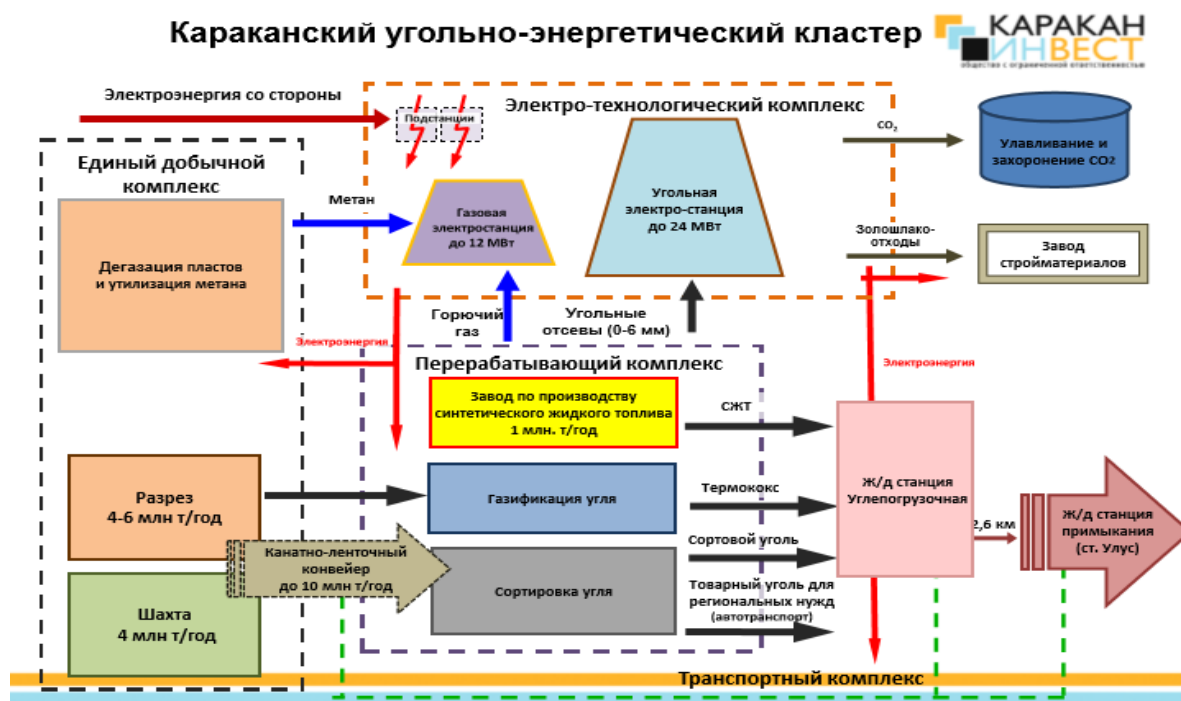 Караканский угольно-энергетический кластер
КАРАКАН
ИНВЕСТ
общество с ограниченной ответственностью
Электроэнергия со стороны
Подстанции
Электро-технологический комплекс
CO₂
Улавливание и
захоронение СО2
Единый добычной
комплекс
Метан
Газовая
электростанция
до 12 МВт
Угольная
электро-станция
до 24 МВт
Золошлако-
отходы
Завод
стройматериалов
Дегазация пластов
и утилизация метана
Горючий
газ
Угольные
отсевы (0-6 мм)
Электроэнергия
Перерабатывающий комплекс
Электроэнергия
Завод по производству
синтетического жидкого топлива
1 млн. т/год
СЖТ
Ж/д станция
Углепогрузочная
Разрез
4-6 млн т/год
Газификация угля
Термококс
2,6 км
Ж/д станция
примыкания
(ст. Улус)
Канатно-ленточный
конвейер
до 10 млн т/год
Сортировка угля
Сортовой уголь
Товарный уголь для
региональных нужд
(автотранспорт)
Шахта
4 млн т/год
Транспортный комплекс